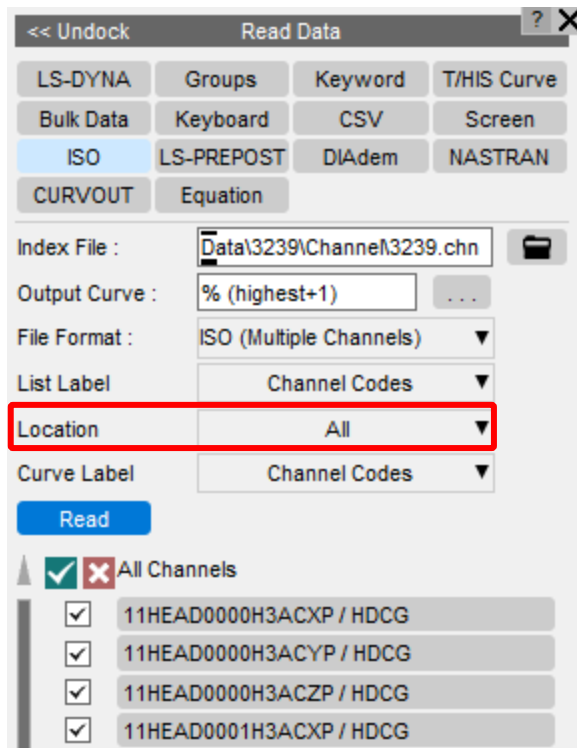 << Undock Read Data ? X
LS-DYNA Groups Keyword T/HIS Curve
Bulk Data Keyboard CSV Screen
ISO LS-PREPOST DIAdem NASTRAN
CURVOUT Equation
Index File : Data\3239\Channel\3239.chn
Output Curve : % (highest+1) ...
File Format : ISO (Multiple Channels) ▼
List Label Channel Codes ▼
Location All ▼
Curve Label Channel Codes ▼
Read
All Channels
11HEAD0000H3ACXP / HDCG
11HEAD0000H3ACYP / HDCG
11HEAD0000H3ACZP / HDCG
11HEAD0001H3ACXP / HDCG